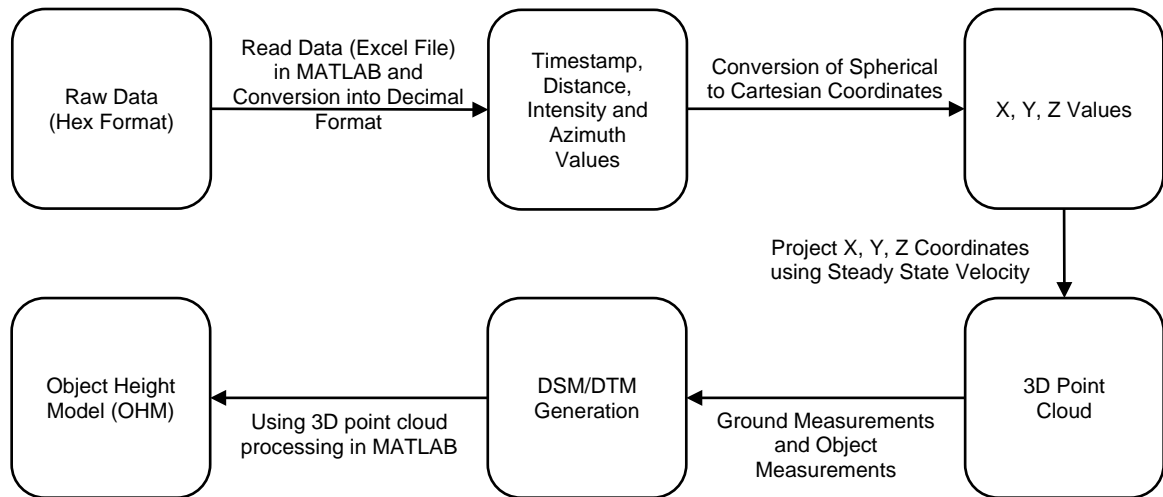 Raw Data
(Hex Format)
Read Data (Excel File)
in MATLAB and
Conversion into Decimal
Format
Timestamp,
Distance,
Intensity and
Azimuth
Values
Conversion of Spherical
to Cartesian Coordinates
X, Y, Z Values
Project X, Y, Z Coordinates
using Steady State Velocity
3D Point
Cloud
Ground Measurements
and Object
Measurements
DSM/DTM
Generation
Using 3D point cloud
processing in MATLAB
Object Height
Model (OHM)